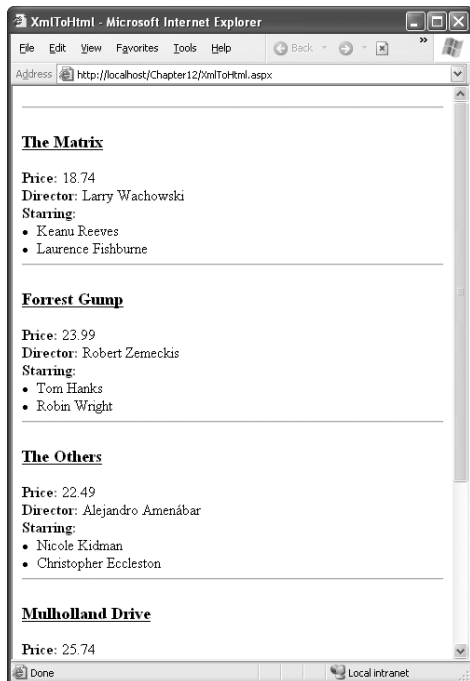 XmlToHtml - Microsoft Internet Explorer
File Edit View Favorites Tools Help Back »
Address http://localhost/Chapter12/XmlToHtml.aspx
The Matrix
Price: 18.74
Director: Larry Wachowski
Starring:
• Keanu Reeves
• Laurence Fishburne
Forrest Gump
Price: 23.99
Director: Robert Zemeckis
Starring:
• Tom Hanks
• Robin Wright
The Others
Price: 22.49
Director: Alejandro Amenábar
Starring:
• Nicole Kidman
• Christopher Eccleston
Mulholland Drive
Price: 25.74
Done Local intranet